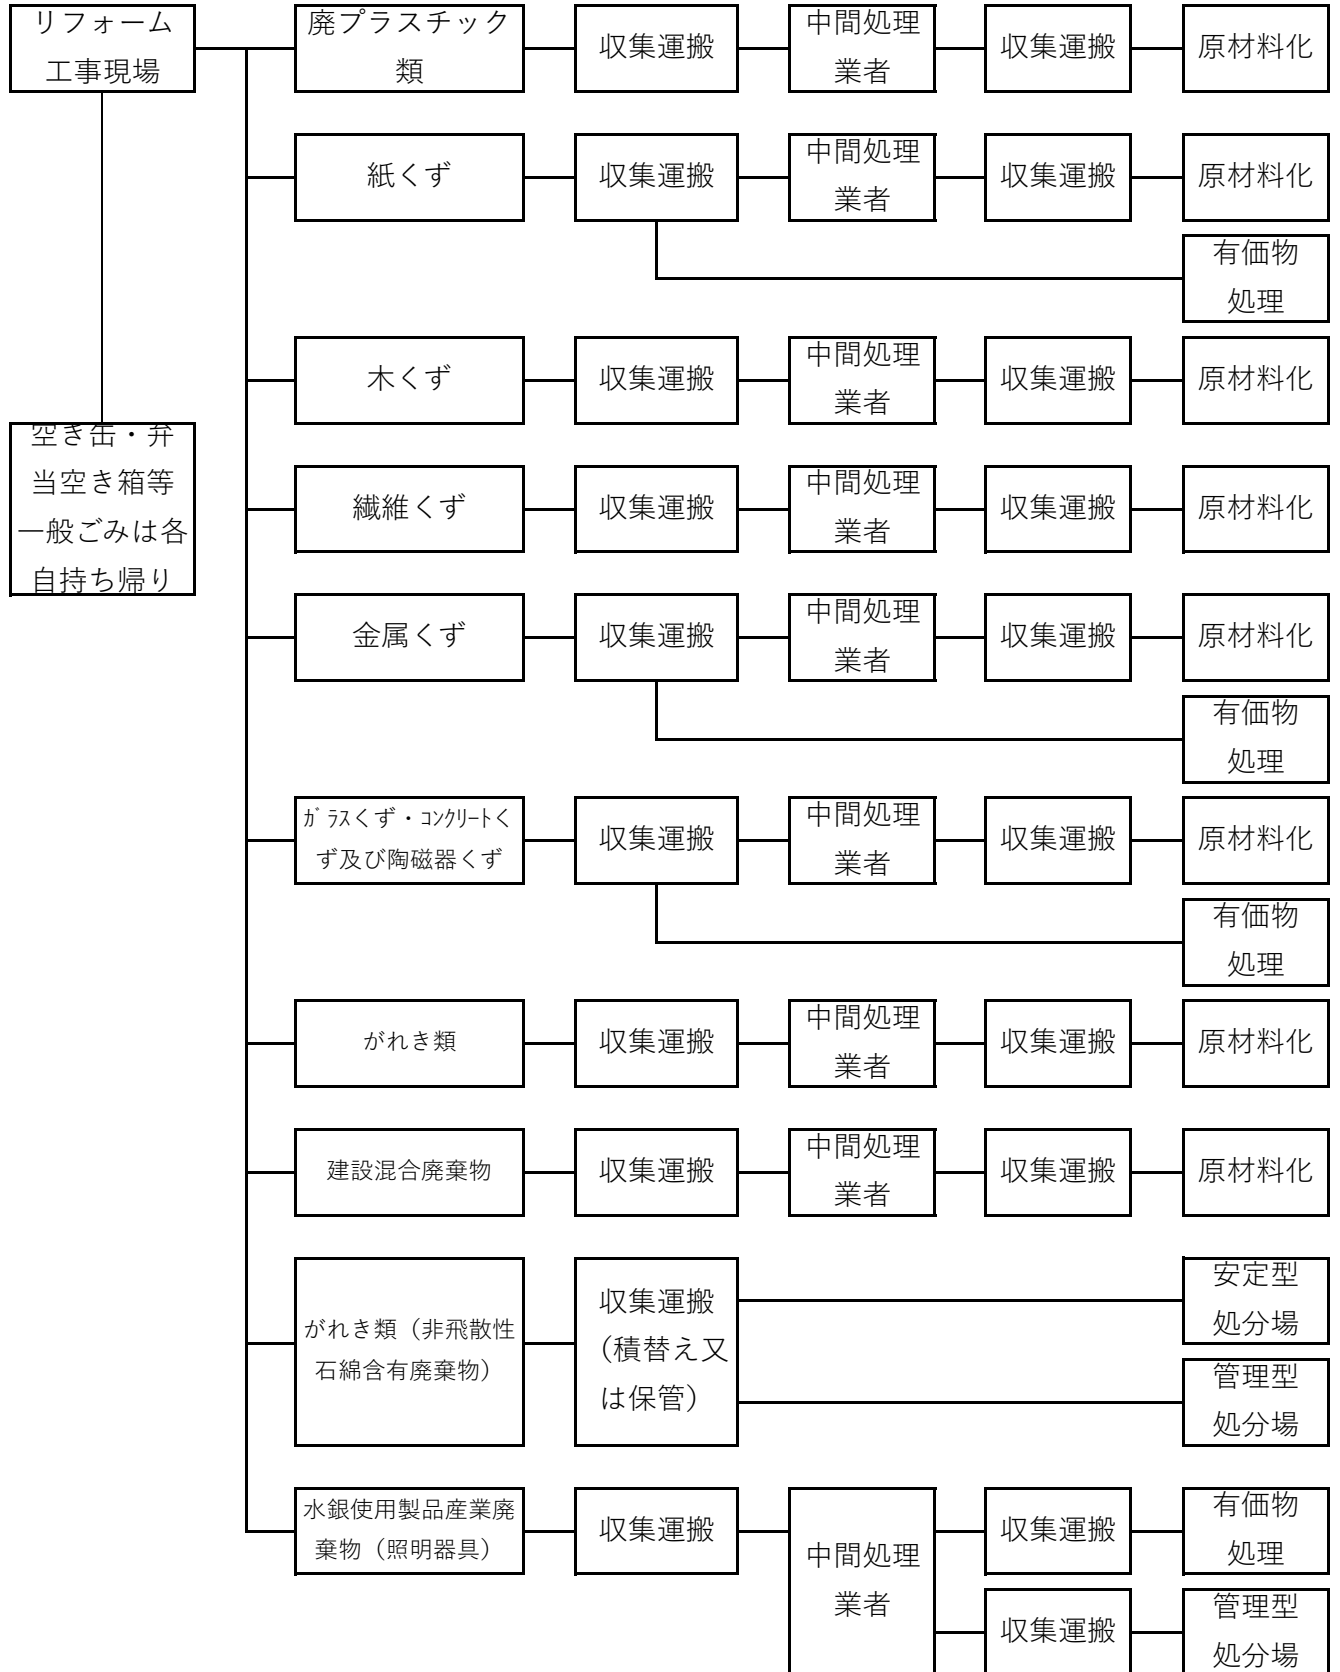 リフォーム
工事現場
廃プラスチック
類
収集運搬
中間処理
業者
収集運搬
原材料化
紙くず
収集運搬
中間処理
業者
収集運搬
原材料化
有価物
処理
木くず
収集運搬
中間処理
業者
収集運搬
原材料化
空き缶・弁
当空き箱等
一般ごみは各
自持ち帰り
繊維くず
収集運搬
中間処理
業者
収集運搬
原材料化
金属くず
収集運搬
中間処理
業者
収集運搬
原材料化
有価物
処理
ｶﾞﾗｽくず・ｺﾝｸﾘｰﾄく
ず及び陶磁器くず
収集運搬
中間処理
業者
収集運搬
原材料化
有価物
処理
がれき類
収集運搬
中間処理
業者
収集運搬
原材料化
建設混合廃棄物
収集運搬
中間処理
業者
収集運搬
原材料化
がれき類（非飛散性
石綿含有廃棄物）
収集運搬
（積替え又
は保管）
安定型
処分場
管理型
処分場
水銀使用製品産業廃
棄物（照明器具）
収集運搬
中間処理
業者
収集運搬
有価物
処理
収集運搬
管理型
処分場